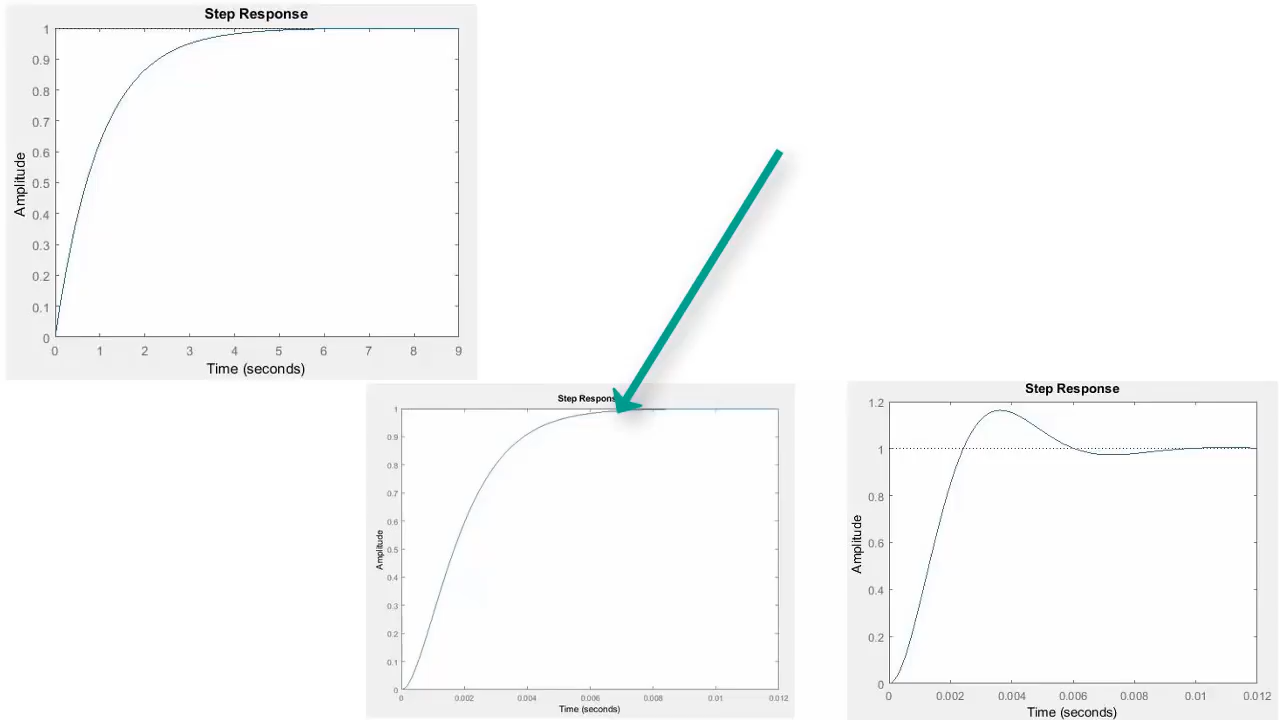 Step Response
1
0.9
0.8
0.7
0.6
0.5
0.4
0.3
0.2
0.1
0
Amplitude
0 1 2 3 4 5 6 7 8 9
Time (seconds)
Step Respons
1
0.9
0.8
0.7
0.6
0.5
0.4
0.3
0.2
0.1
0
Amplitude
0 0.002 0.004 0.006 0.008 0.01 0.012
Time (seconds)
Step Response
1.2
1
0.8
0.6
0.4
0.2
0
Amplitude
0 0.002 0.004 0.006 0.008 0.01 0.012
Time (seconds)